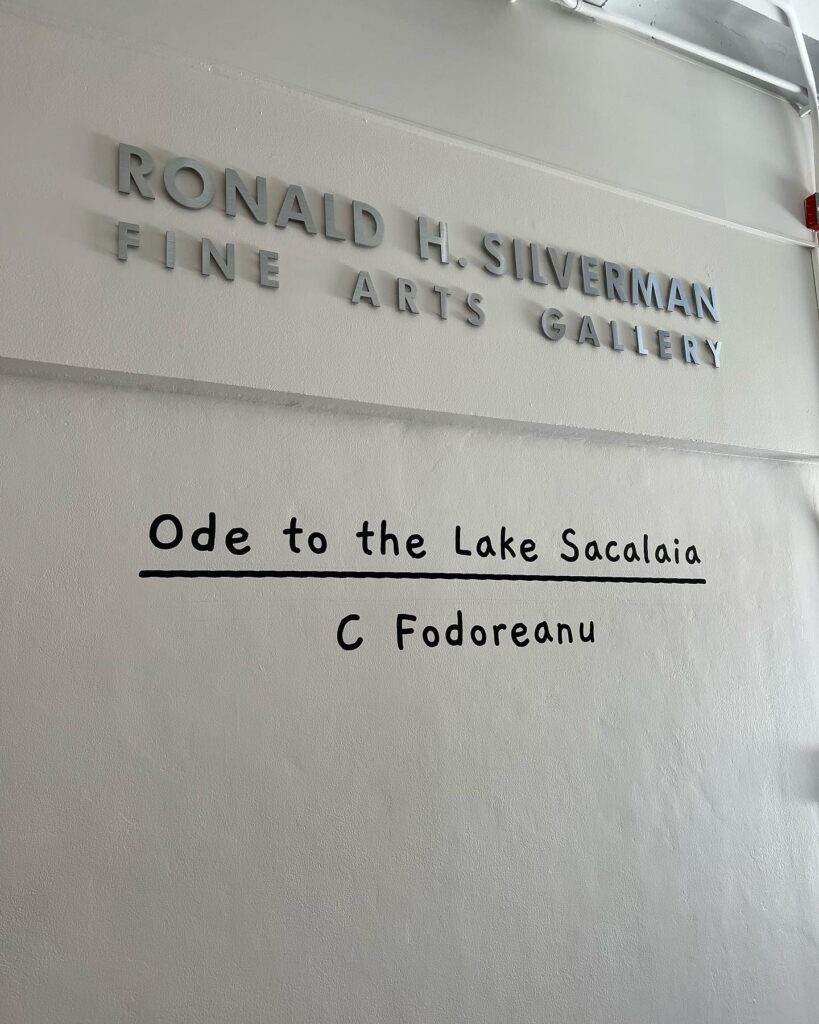 RONALD H. SILVERMAN
FINE ARTS GALLERY
Ode to the Lake Sacalaia
C Fodoreanu